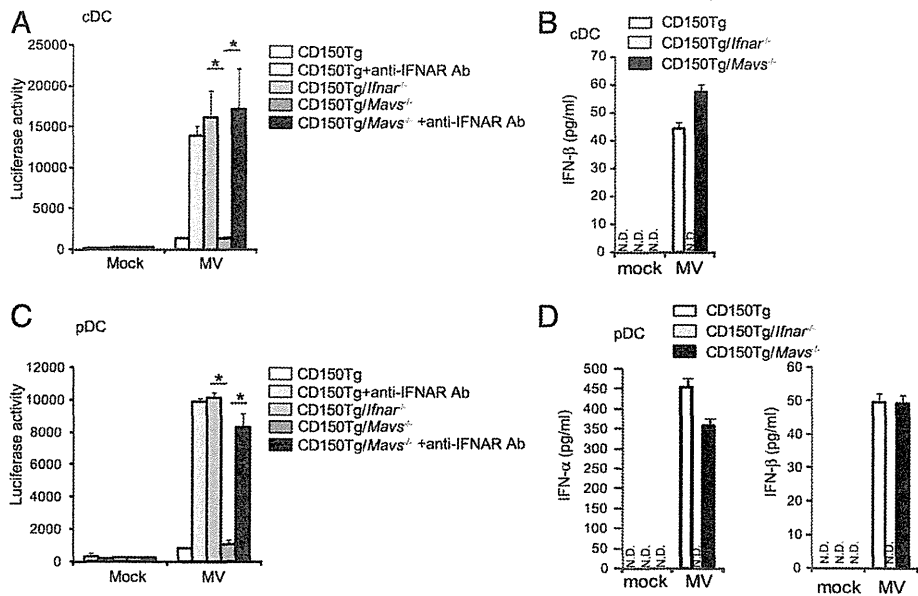 A
cDC
Luciferase activity
25000
20000
15000
10000
5000
0
Mock
MV
*
*
CD150Tg
CD150Tg+anti-IFNAR Ab
CD150Tg/Ifnar-/-
CD150Tg/Mavs-/-
CD150Tg/Mavs-/- +anti-IFNAR Ab
B
cDC
CD150Tg
CD150Tg/Ifnar-/-
CD150Tg/Mavs-/-
IFN-β (pg/ml)
70
60
50
40
30
20
10
0
N.D.
N.D.
N.D.
N.D.
mock
MV
C
pDC
Luciferase activity
12000
10000
8000
6000
4000
2000
0
Mock
MV
*
*
CD150Tg
CD150Tg+anti-IFNAR Ab
CD150Tg/Ifnar-/-
CD150Tg/Mavs-/-
CD150Tg/Mavs-/- +anti-IFNAR Ab
D
pDC
CD150Tg
CD150Tg/Ifnar-/-
CD150Tg/Mavs-/-
IFN-α (pg/ml)
500
450
400
350
300
250
200
150
100
50
0
N.D.
N.D.
N.D.
N.D.
mock
MV
IFN-β (pg/ml)
60
50
40
30
20
10
0
N.D.
N.D.
N.D.
N.D.
mock
MV